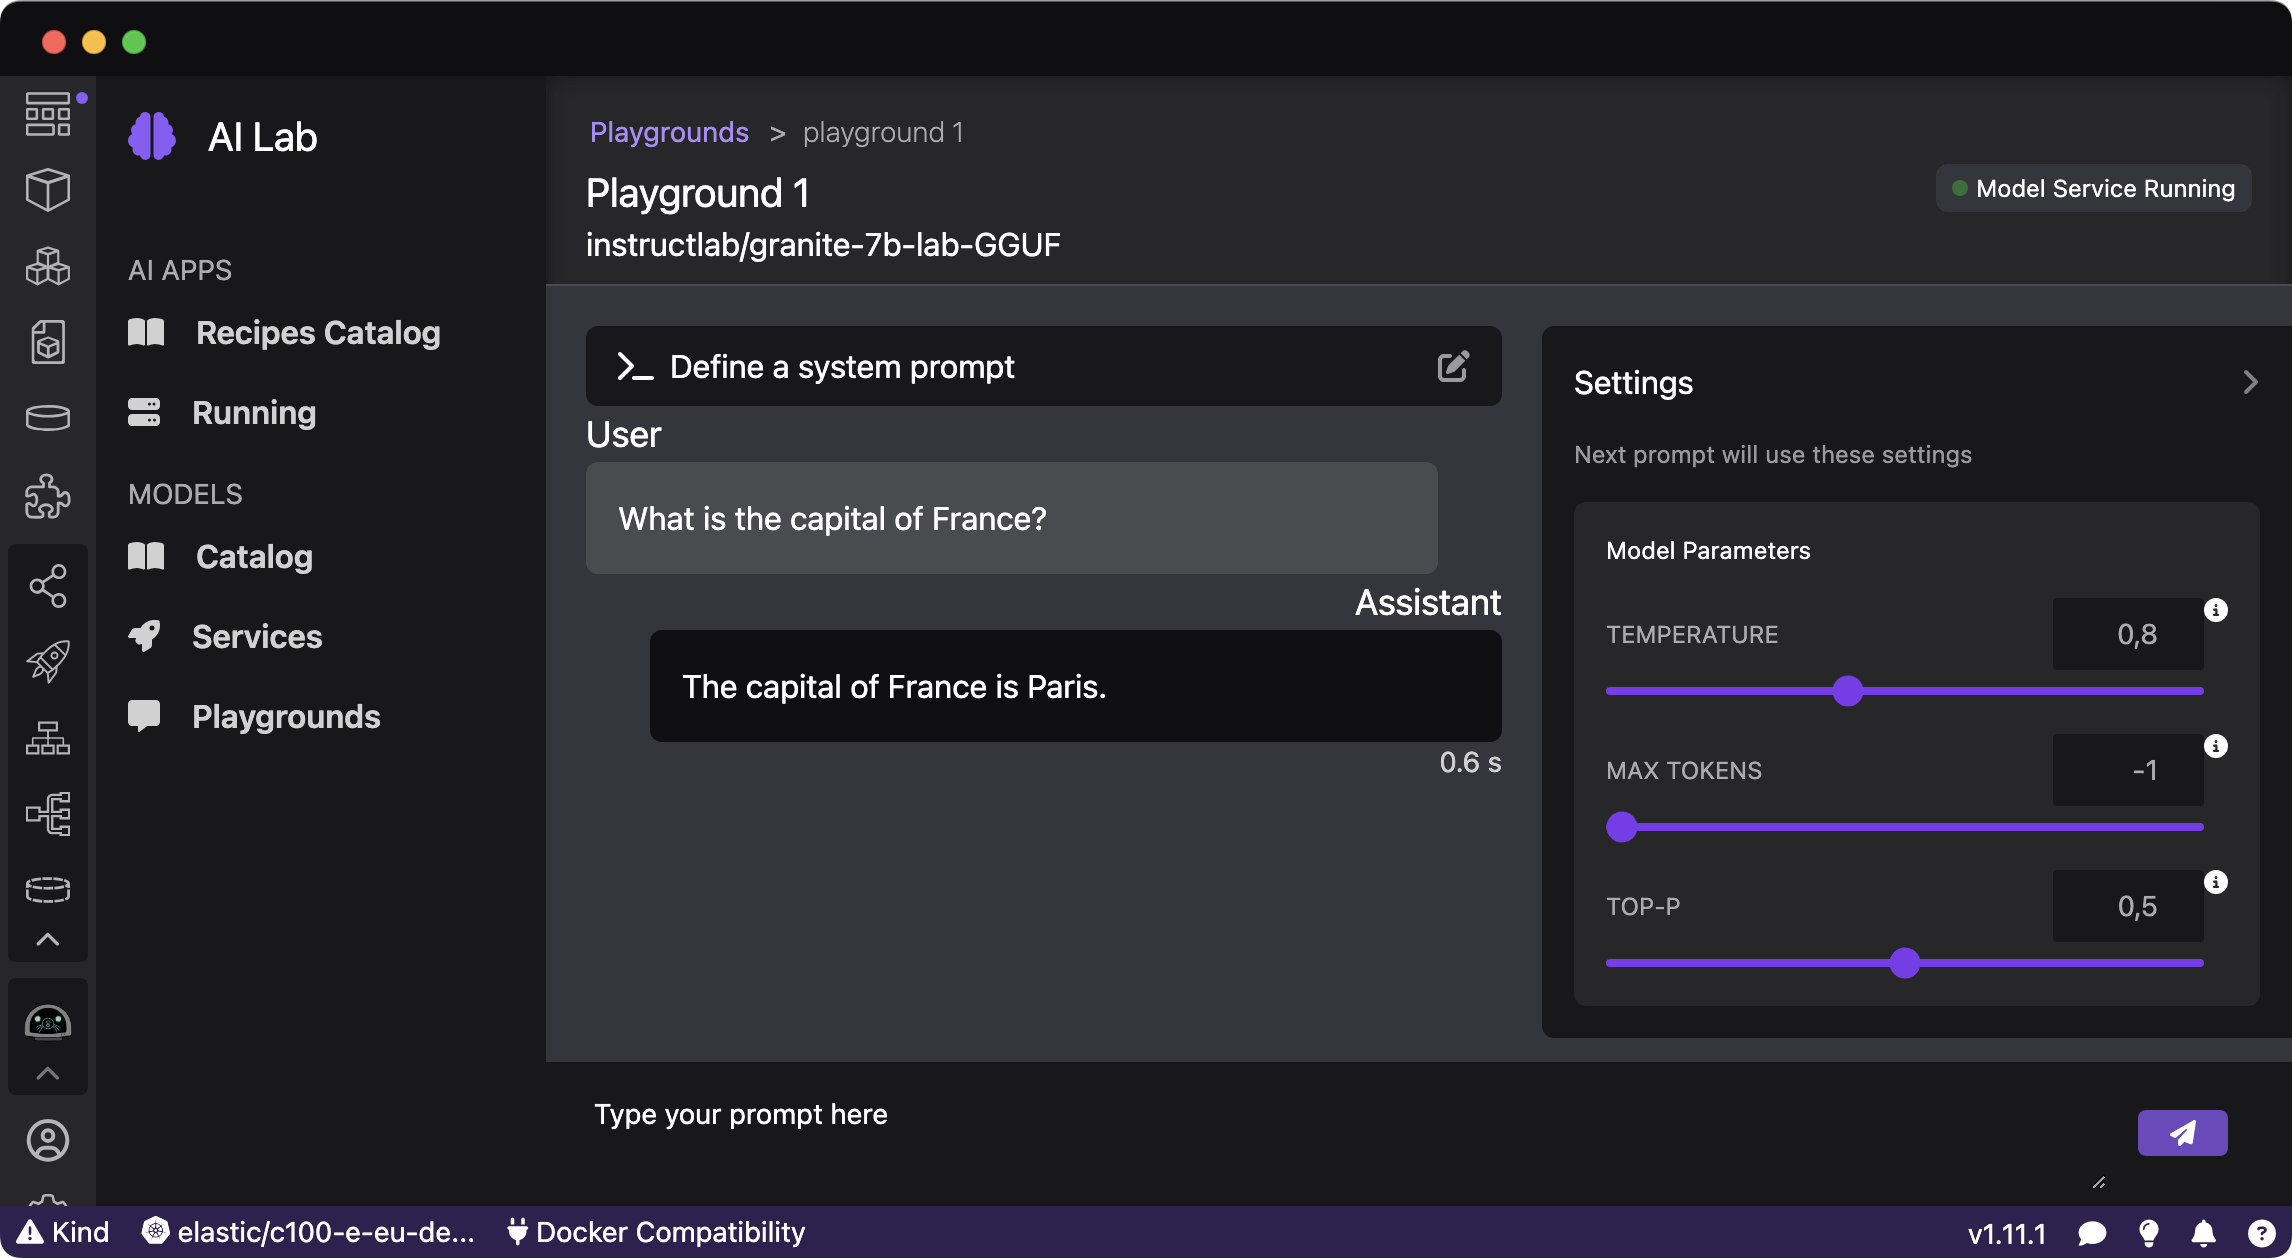 AI Lab
AI APPS
Recipes Catalog
Running
MODELS
Catalog
Services
Playgrounds
Playgrounds > playground 1
Playground 1
instructlab/granite-7b-lab-GGUF
Model Service Running
Define a system prompt
User
What is the capital of France?
Assistant
The capital of France is Paris.
0.6 s
Settings
Next prompt will use these settings
Model Parameters
TEMPERATURE 0,8
MAX TOKENS -1
TOP-P 0,5
Type your prompt here
Kind elastic/c100-e-eu-de... Docker Compatibility v1.11.1